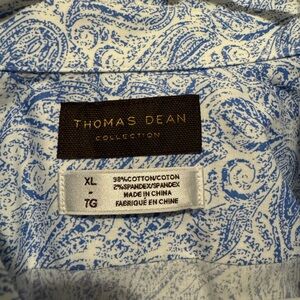 THOMAS DEAN
COLLECTION
XL
-
TG
98%COTTON/COTON
2%SPANDEX/SPANDEX
MADE IN CHINA
FABRIQUÉ EN CHINE